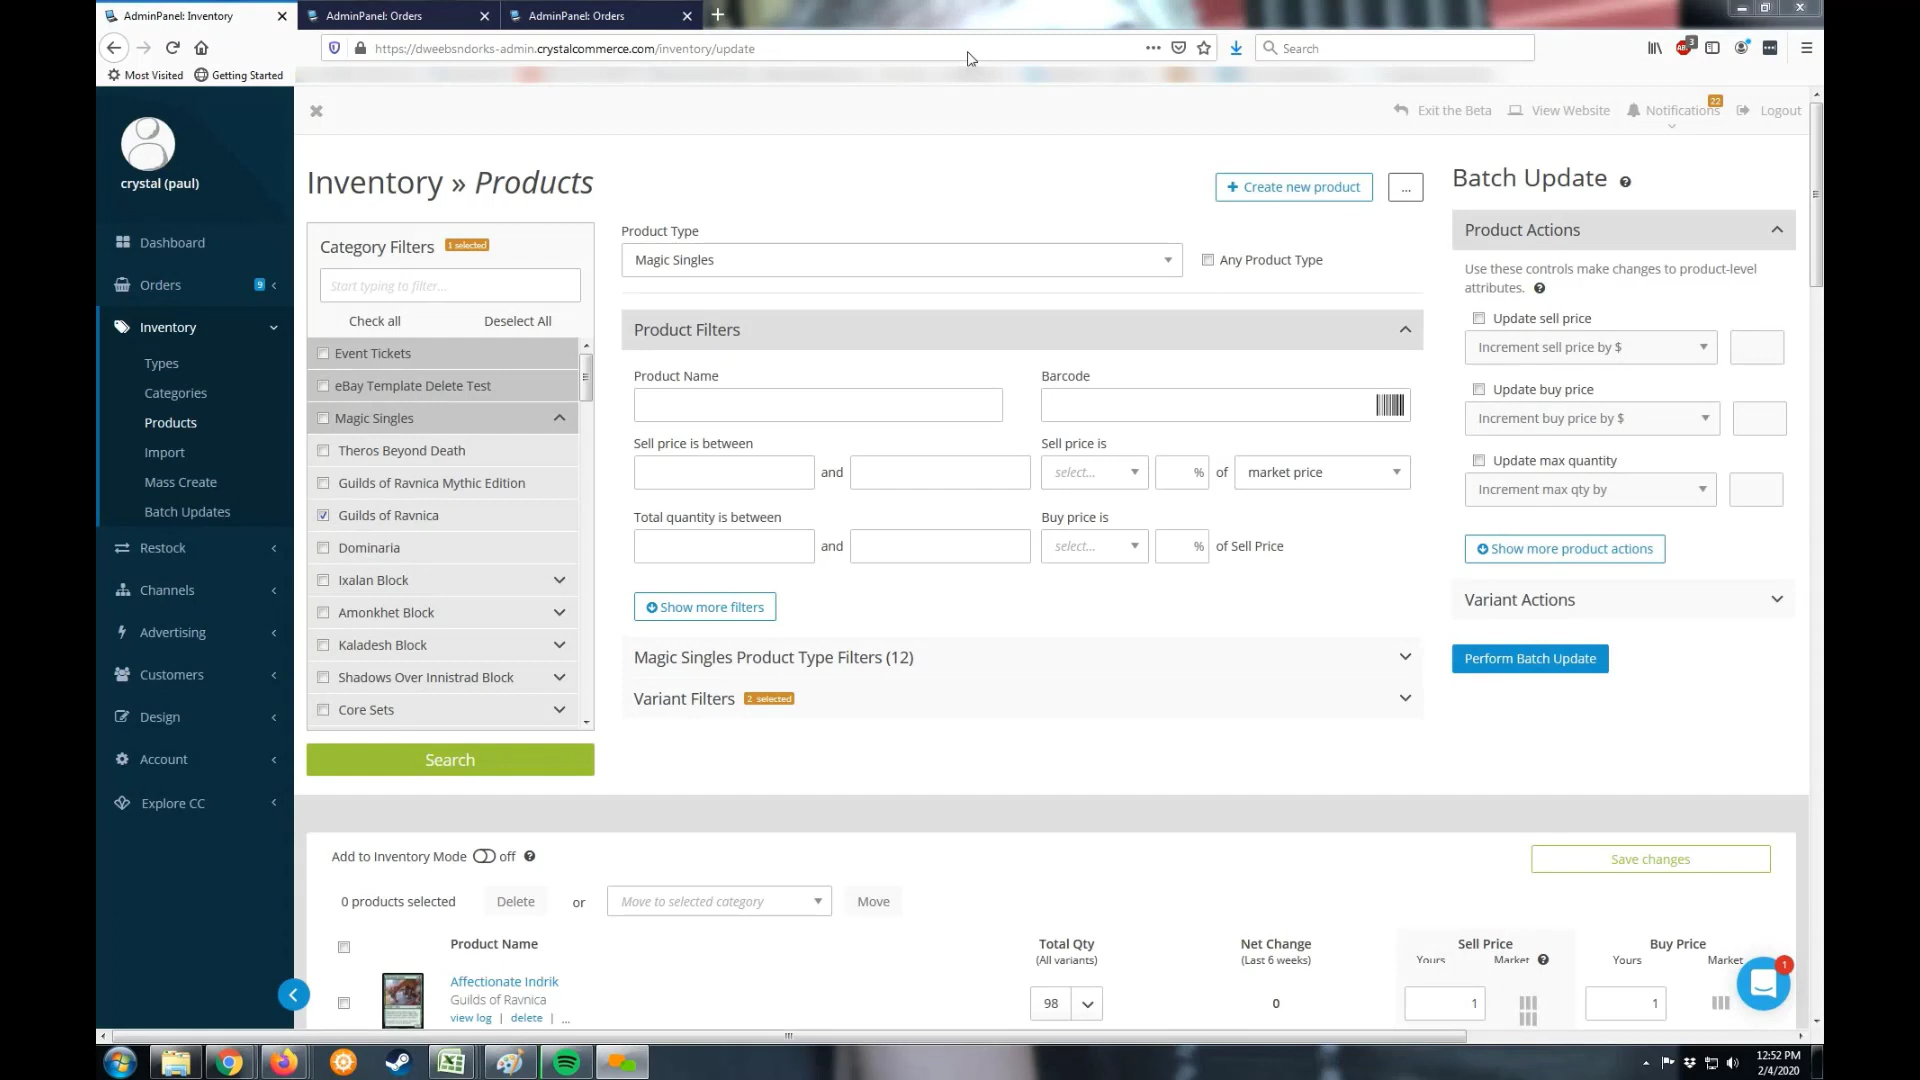 AdminPanel: Inventory
AdminPanel: Orders
AdminPanel: Orders
https://dweebsndorks-admin.crystalcommerce.com/inventory/update
Search
3
Most Visited
Getting Started
crystal (paul)
Dashboard
Orders 9
Inventory
Types
Categories
Products
Import
Mass Create
Batch Updates
Restock
Channels
Advertising
Customers
Design
Account
Explore CC
Exit the Beta
View Website
Notifications 22
Logout
Inventory » Products
+ Create new product
...
Category Filters 1 selected
Start typing to filter...
Check all
Deselect All
Event Tickets
eBay Template Delete Test
Magic Singles
Theros Beyond Death
Guilds of Ravnica Mythic Edition
Guilds of Ravnica
Dominaria
Ixalan Block
Amonkhet Block
Kaladesh Block
Shadows Over Innistrad Block
Core Sets
Search
Product Type
Magic Singles
Any Product Type
Product Filters
Product Name
Barcode
Sell price is between
and
Sell price is
select...
% of market price
Total quantity is between
and
Buy price is
select...
% of Sell Price
Show more filters
Magic Singles Product Type Filters (12)
Variant Filters 2 selected
Batch Update ?
Product Actions
Use these controls make changes to product-level
attributes. ?
Update sell price
Increment sell price by $
Update buy price
Increment buy price by $
Update max quantity
Increment max qty by
Show more product actions
Variant Actions
Perform Batch Update
Add to Inventory Mode off ?
Save changes
0 products selected
Delete
or
Move to selected category
Move
Product Name
Total Qty
(All variants)
Net Change
(Last 6 weeks)
Sell Price
Yours
Market ?
Buy Price
Yours
Market
Affectionate Indrik
Guilds of Ravnica
view log | delete | ...
98
0
1
1
1
12:52 PM
2/4/2020